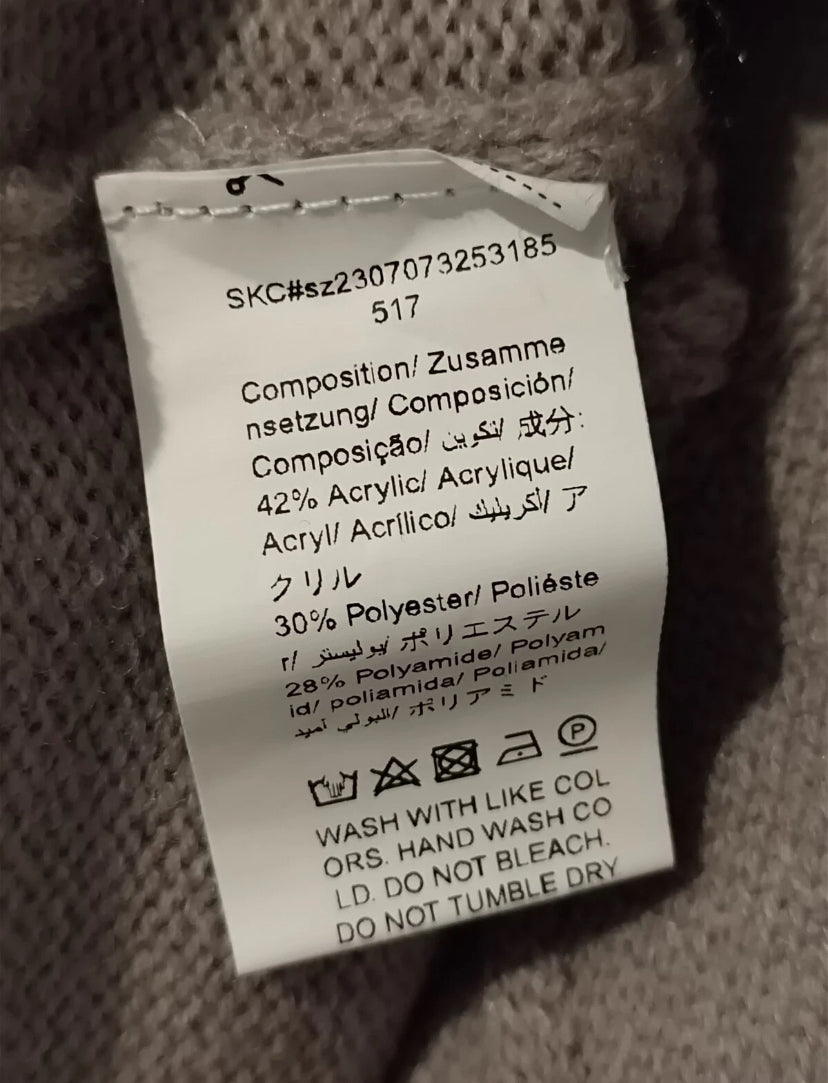 SKC#sz2307073253185
517
Composition/ Zusamme
nsetzung/ Composición/
Composição/ تكوين/ 成分:
42% Acrylic/ Acrylique/
Acryl/ Acrílico/ أكريليك/ ア
クリル
30% Polyester/ Poliéste
r/ بوليستر/ ポリエステル
28% Polyamide/ Polyam
id/ poliamida/ Poliamida/
البولي أميد/ ポリアミド
P
WASH WITH LIKE COL
ORS. HAND WASH CO
LD. DO NOT BLEACH.
DO NOT TUMBLE DRY